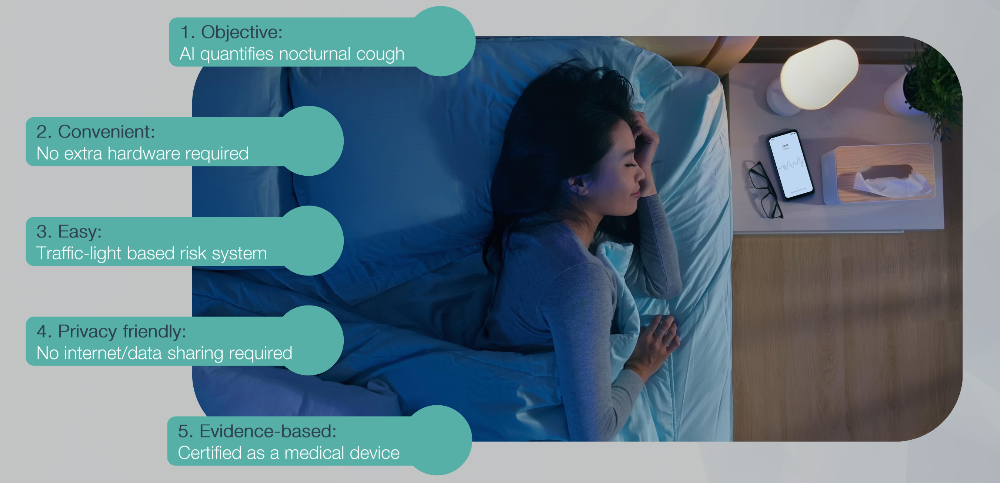 1. Objective:
AI quantifies nocturnal cough
2. Convenient:
No extra hardware required
3. Easy:
Traffic-light based risk system
4. Privacy friendly:
No internet/data sharing required
5. Evidence-based:
Certified as a medical device
23:47